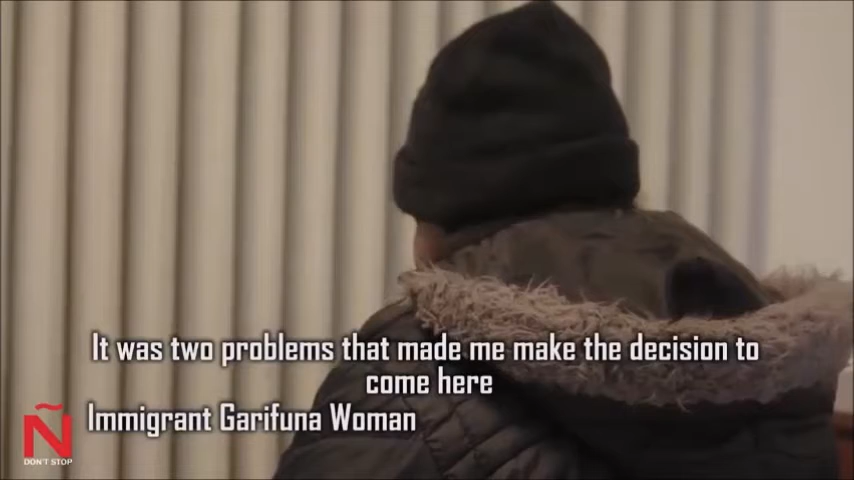 It was two problems that made me make the decision to
come here
Immigrant Garifuna Woman
Ñ
DON'T STOP